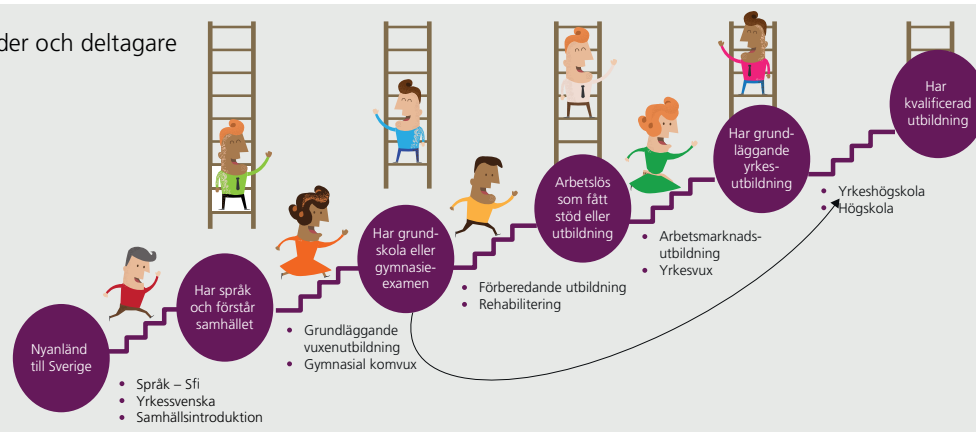 der och deltagare
Nyanländ
till Sverige
• Språk – Sfi
• Yrkessvenska
• Samhällsintroduktion
Har språk
och förstår
samhället
• Grundläggande
vuxenutbildning
• Gymnasial komvux
Har grund-
skola eller
gymnasie-
examen
• Förberedande utbildning
• Rehabilitering
Arbetslös
som fått
stöd eller
utbildning
• Arbetsmarknads-
utbildning
• Yrkesvux
Har grund-
läggande
yrkes-
utbildning
• Yrkeshögskola
• Högskola
Har
kvalificerad
utbildning